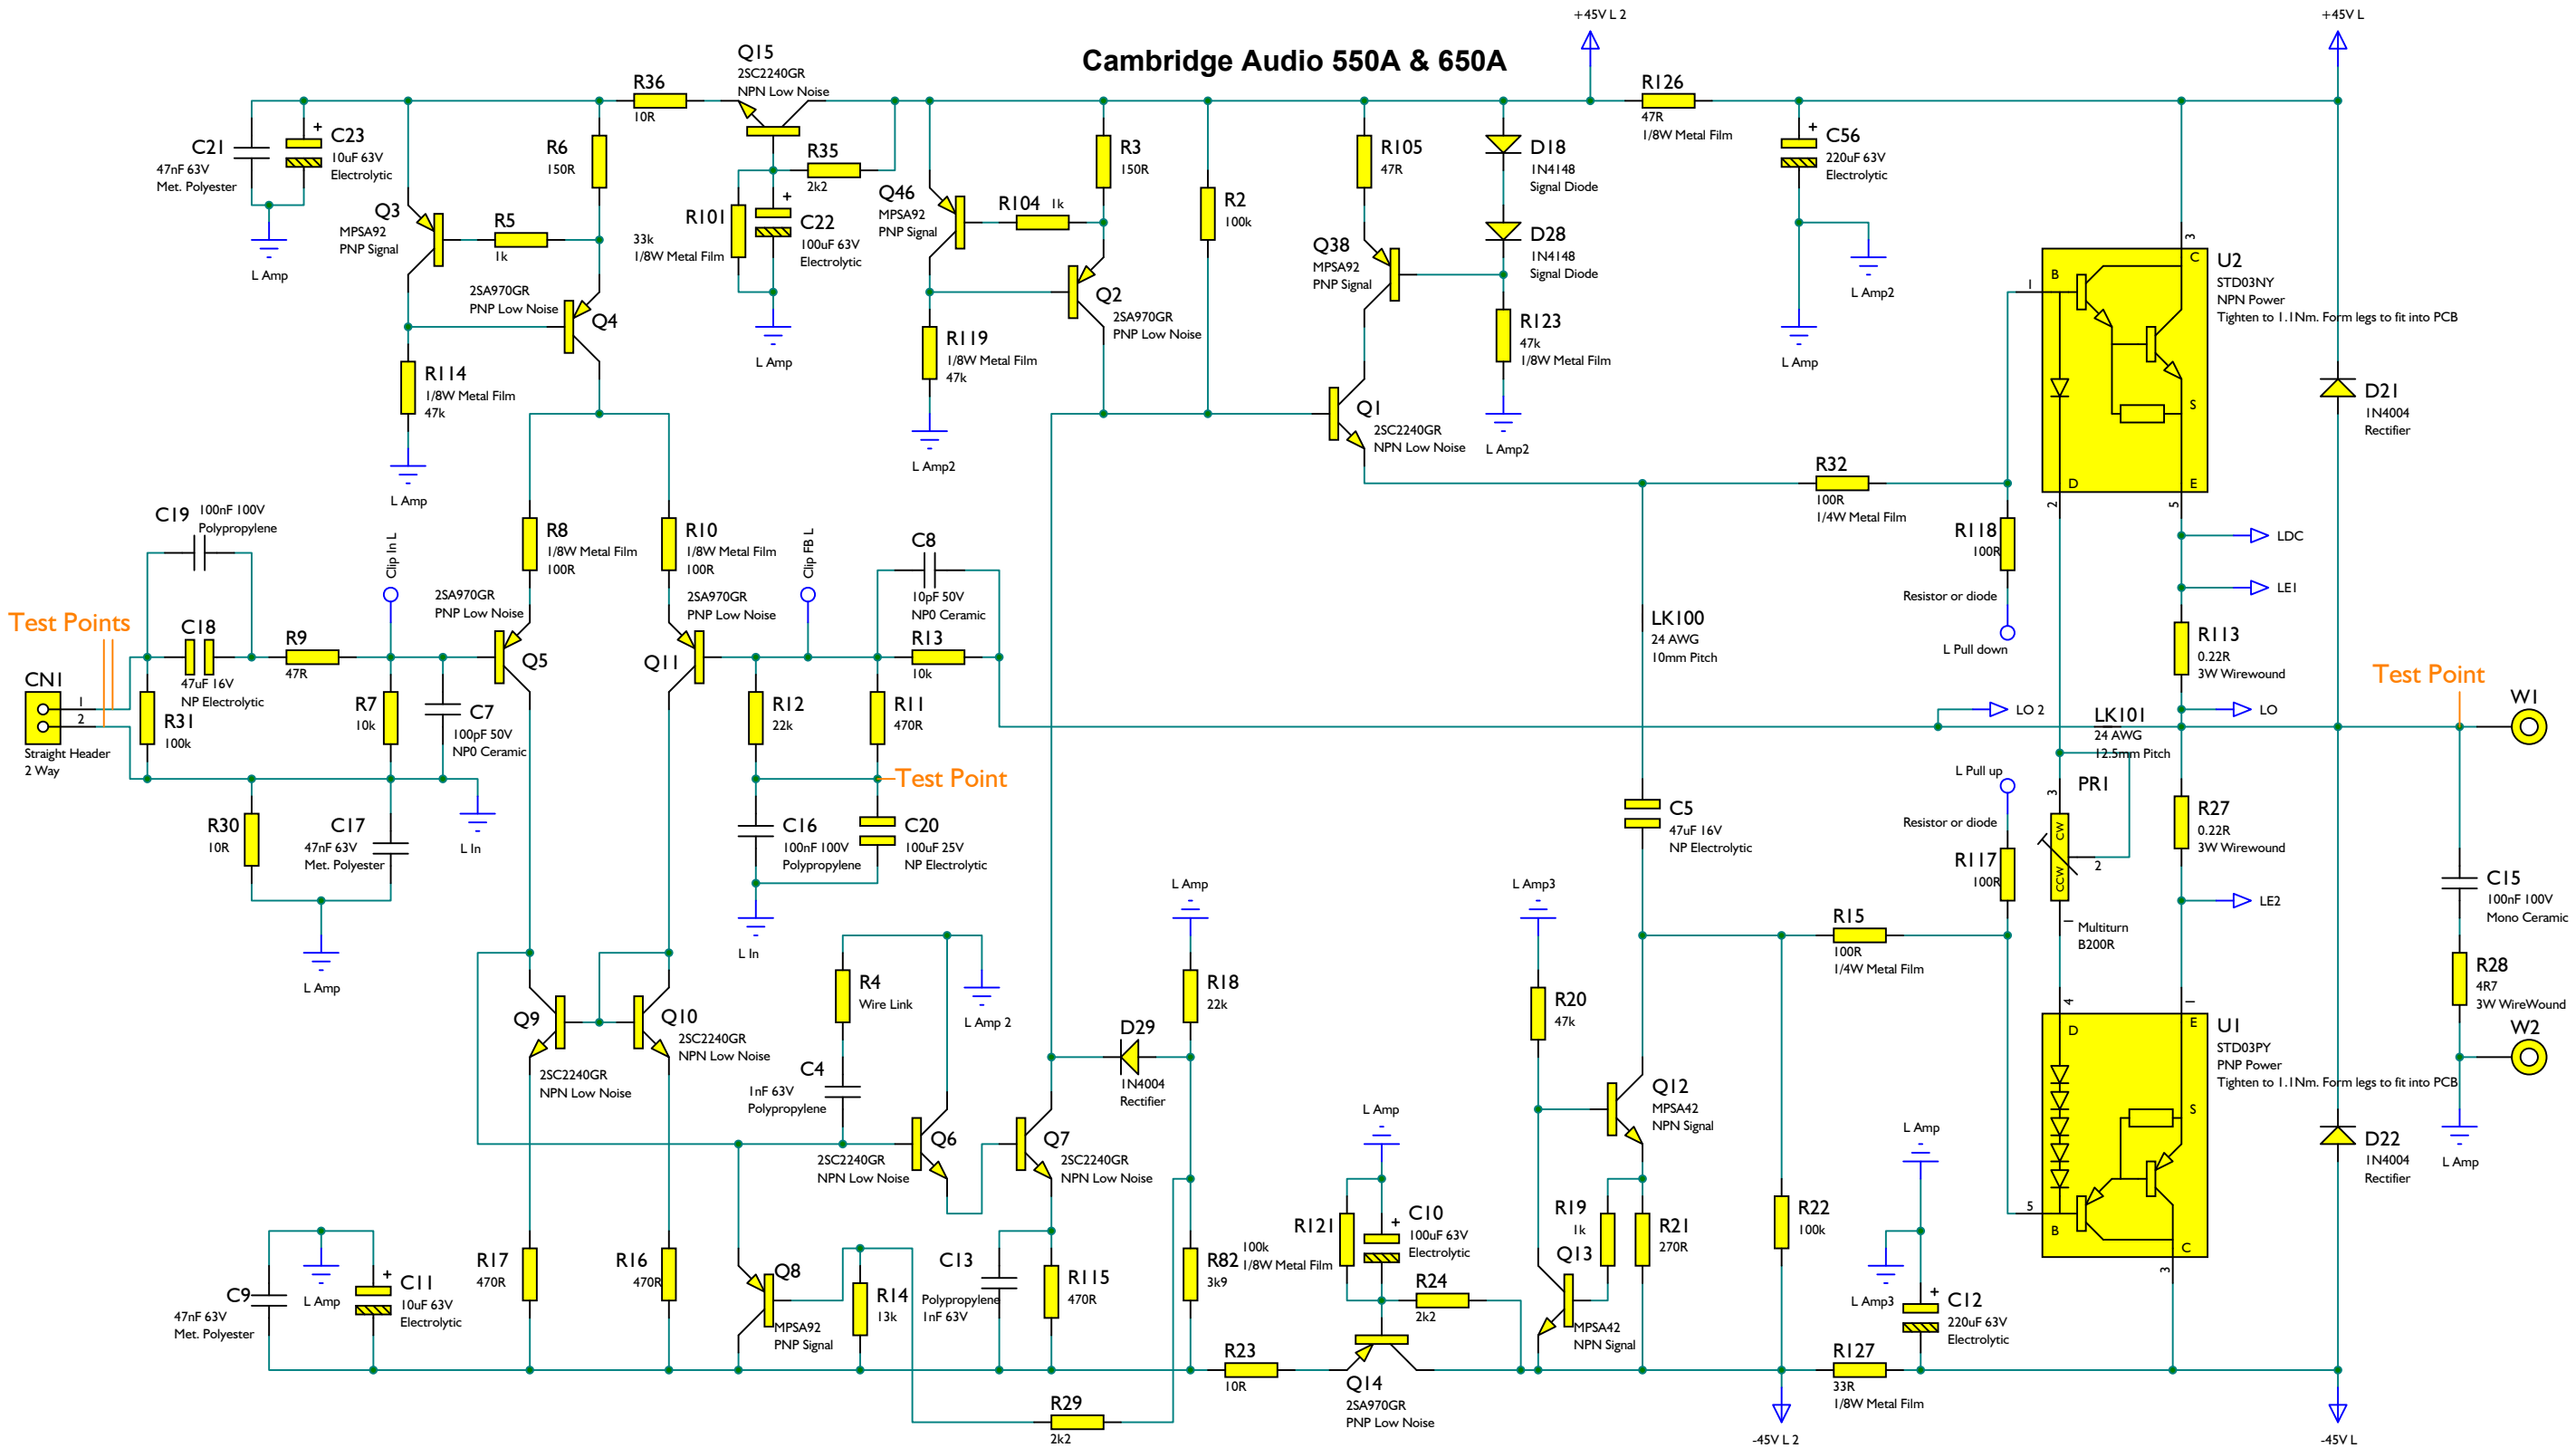 Cambridge Audio 550A & 650A
+45V L 2
+45V L
Q15
2SC2240GR
NPN Low Noise
R36
10R
R126
47R
1/8W Metal Film
C21
47nF 63V
Met. Polyester
+
C23
10uF 63V
Electrolytic
L Amp
R6
150R
R35
2k2
R3
150R
R105
47R
D18
1N4148
Signal Diode
+
C56
220uF 63V
Electrolytic
Q3
MPSA92
PNP Signal
R5
1k
R101
33k
1/8W Metal Film
+
C22
100uF 63V
Electrolytic
L Amp
Q46
MPSA92
PNP Signal
R104 1k
R2
100k
Q38
MPSA92
PNP Signal
D28
1N4148
Signal Diode
L Amp2
L Amp
2SA970GR
PNP Low Noise
Q4
Q2
2SA970GR
PNP Low Noise
R119
1/8W Metal Film
47k
L Amp2
R123
47k
1/8W Metal Film
L Amp2
R114
1/8W Metal Film
47k
L Amp
Q1
2SC2240GR
NPN Low Noise
U2
STD03NY
NPN Power
Tighten to 1.1Nm. Form legs to fit into PCB
3
C
B
1
S
D
E
2
5
D21
1N4004
Rectifier
R32
100R
1/4W Metal Film
R118
100R
Resistor or diode
L Pull down
LDC
LE1
R113
0.22R
3W Wirewound
C19
100nF 100V
Polypropylene
Clip In L
R8
1/8W Metal Film
100R
R10
1/8W Metal Film
100R
Clip FB L
C8
10pF 50V
NP0 Ceramic
LK100
24 AWG
10mm Pitch
Test Points
C18
47uF 16V
NP Electrolytic
R9
47R
2SA970GR
PNP Low Noise
Q5
2SA970GR
PNP Low Noise
Q11
R13
10k
Test Point
W1
CN1
1
2
Straight Header
2 Way
R31
100k
R7
10k
C7
100pF 50V
NP0 Ceramic
R12
22k
R11
470R
LO 2
LO
LK101
24 AWG
12.5mm Pitch
Test Point
R30
10R
C17
47nF 63V
Met. Polyester
L In
L Amp
C16
100nF 100V
Polypropylene
C20
100uF 25V
NP Electrolytic
L In
C5
47uF 16V
NP Electrolytic
L Pull up
Resistor or diode
R117
100R
PR1
3
CW
CCW
2
1
Multiturn
B200R
R27
0.22R
3W Wirewound
LE2
C15
100nF 100V
Mono Ceramic
R28
4R7
3W WireWound
W2
L Amp
L Amp
L Amp3
R15
100R
1/4W Metal Film
R4
Wire Link
L Amp 2
R18
22k
R20
47k
Q9
2SC2240GR
NPN Low Noise
Q10
2SC2240GR
NPN Low Noise
C4
1nF 63V
Polypropylene
D29
1N4004
Rectifier
Q12
MPSA42
NPN Signal
U1
STD03PY
PNP Power
Tighten to 1.1Nm. Form legs to fit into PCB
4
1
D
E
S
5
B
C
3
D22
1N4004
Rectifier
Q6
2SC2240GR
NPN Low Noise
Q7
2SC2240GR
NPN Low Noise
L Amp
L Amp
R121
100k
1/8W Metal Film
+
C10
100uF 63V
Electrolytic
R19
1k
R21
270R
R22
100k
C9
47nF 63V
Met. Polyester
L Amp
+
C11
10uF 63V
Electrolytic
R17
470R
R16
470R
Q8
MPSA92
PNP Signal
R14
13k
C13
Polypropylene
1nF 63V
R115
470R
R82
3k9
R24
2k2
Q13
MPSA42
NPN Signal
L Amp3
+
C12
220uF 63V
Electrolytic
R23
10R
Q14
2SA970GR
PNP Low Noise
R127
33R
1/8W Metal Film
R29
2k2
-45V L 2
-45V L